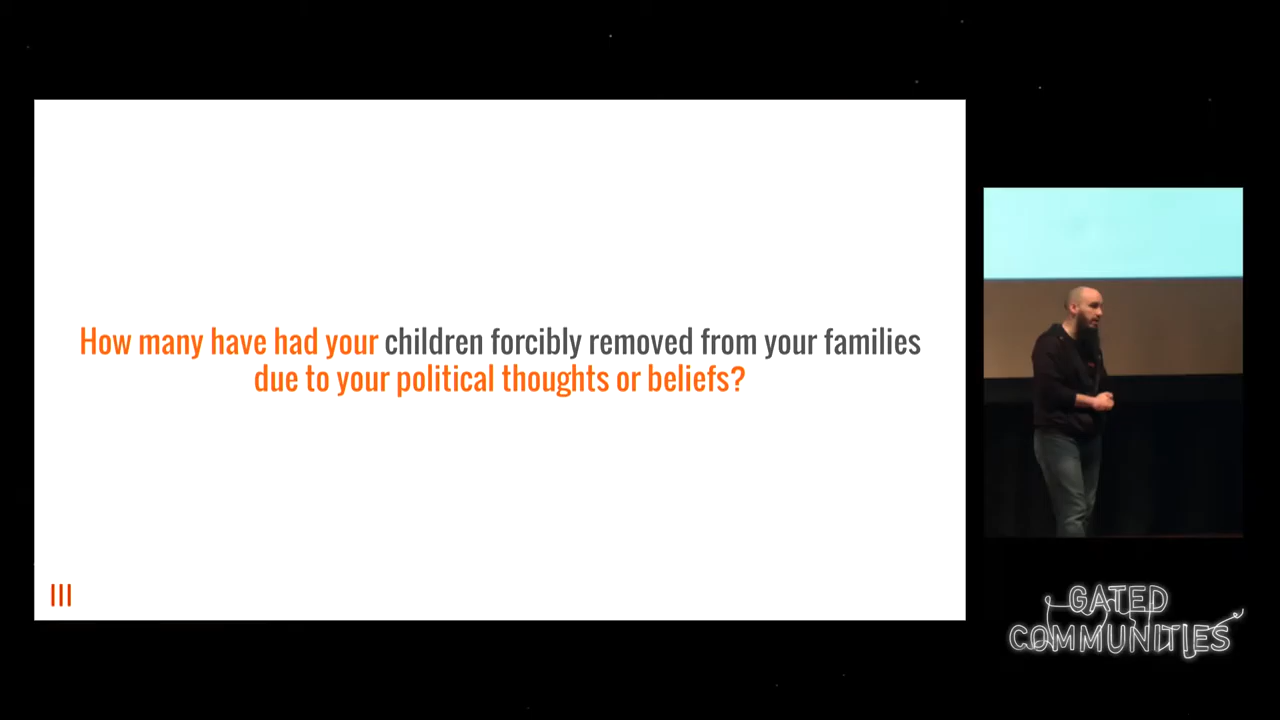 How many have had your children forcibly removed from your families
due to your political thoughts or beliefs?
III
GATED
COMMUNITIES